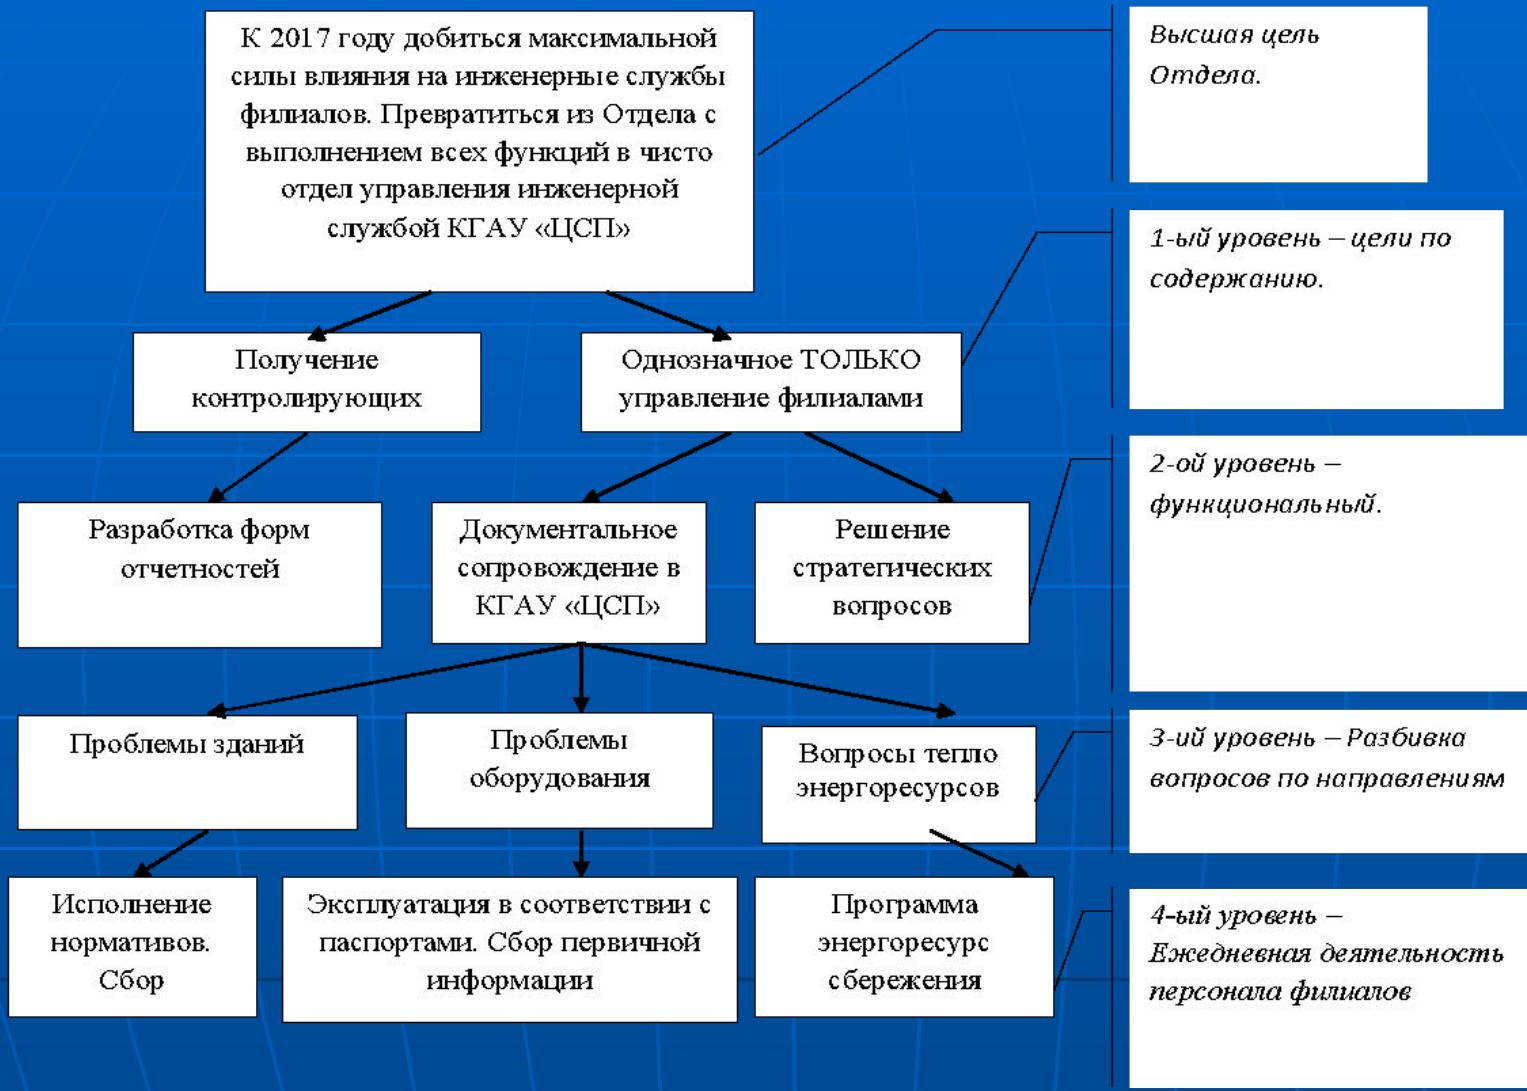 К 2017 году добиться максимальной
силы влияния на инженерные службы
филиалов. Превратиться из Отдела с
выполнением всех функций в чисто
отдел управления инженерной
службой КГАУ «ЦСП»
Высшая цель
Отдела.
1-ый уровень – цели по
содержанию.
Получение
контролирующих
Однозначное ТОЛЬКО
управление филиалами
2-ой уровень –
функциональный.
Разработка форм
отчетностей
Документальное
сопровождение в
КГАУ «ЦСП»
Решение
стратегических
вопросов
Проблемы зданий
Проблемы
оборудования
Вопросы тепло
энергоресурсов
3-ий уровень – Разбивка
вопросов по направлениям
Исполнение
нормативов.
Сбор
Эксплуатация в соответствии с
паспортами. Сбор первичной
информации
Программа
энергоресурс
сбережения
4-ый уровень –
Ежедневная деятельность
персонала филиалов